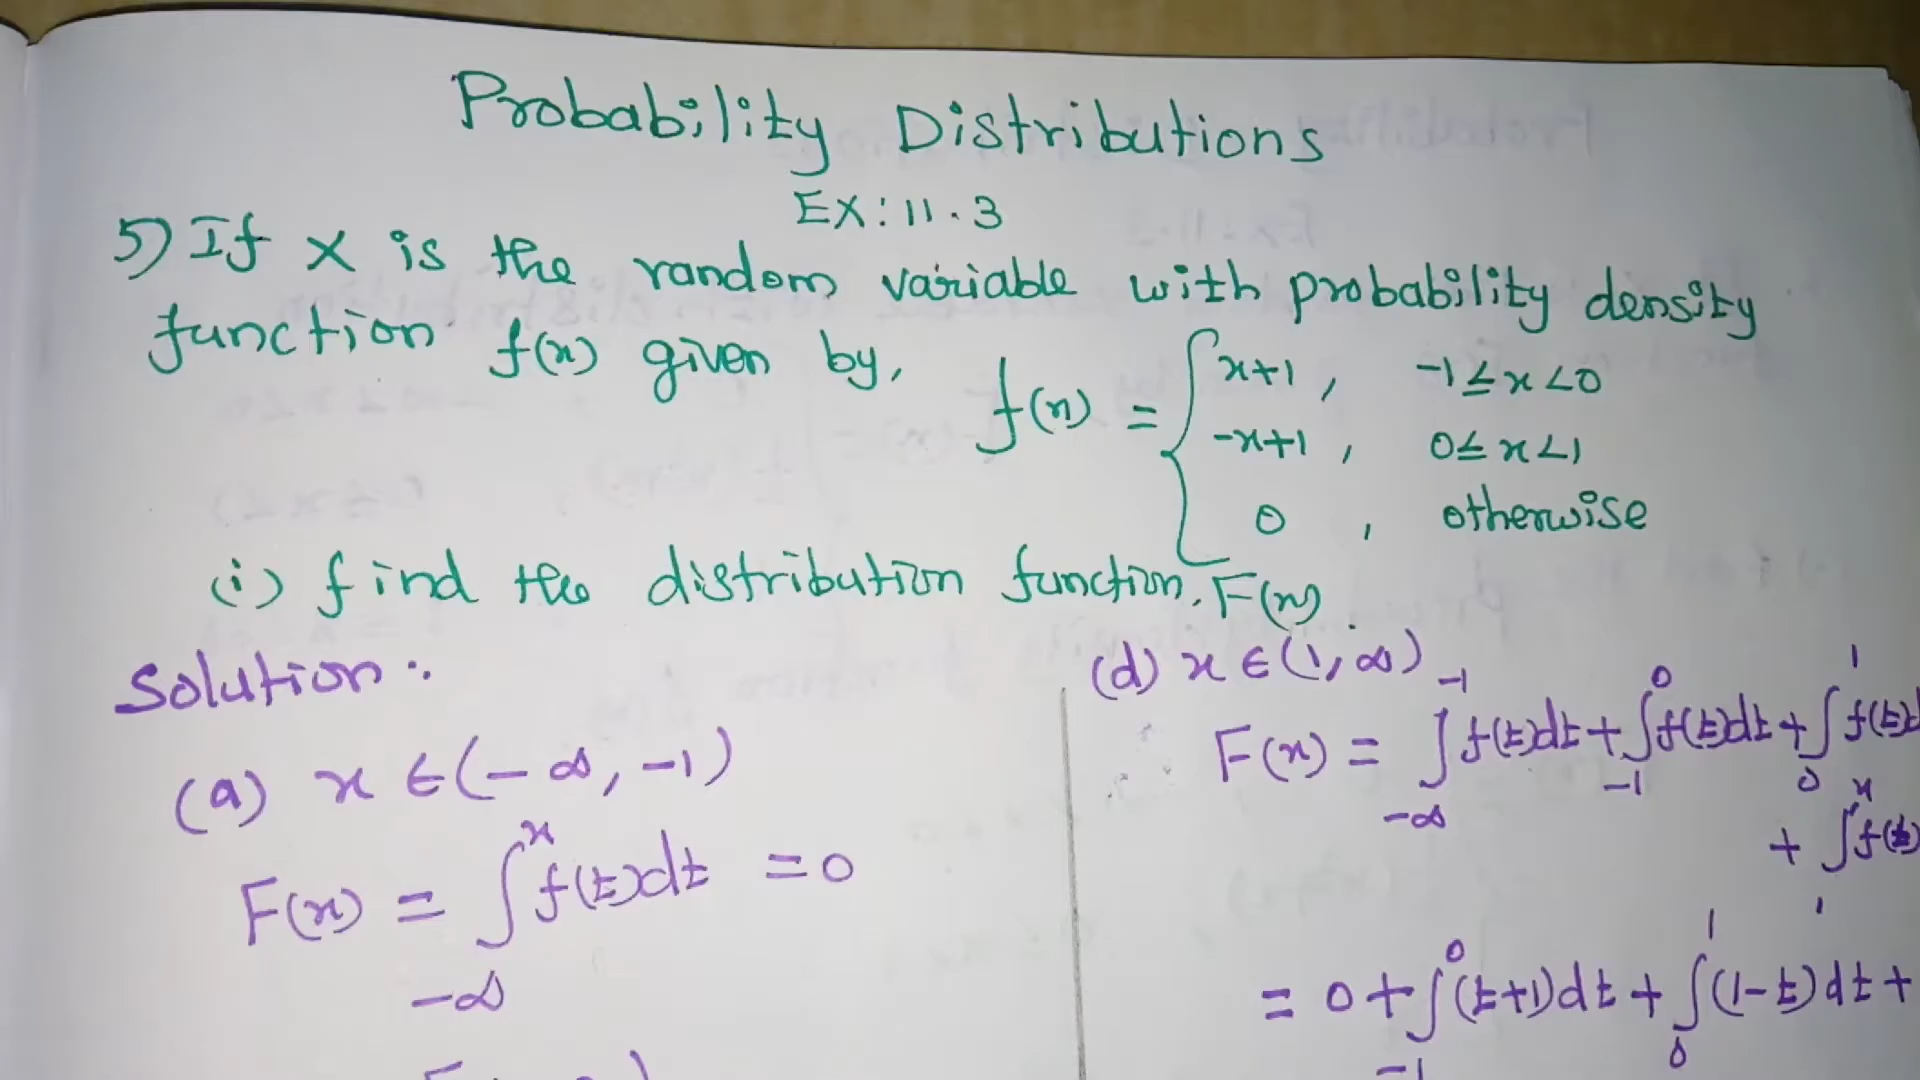 Probability Distributions
EX: 11.3
5) If X is the random variable with probability density
function f(x) given by, f(x) = { x+1, -1≤x<0
-x+1, 0≤x<1
0, otherwise
(i) find the distribution function. F(x).
Solution:
(a) x ∈ (-∞, -1)
F(x) = ∫_{-∞}^{x} f(t)dt = 0
(d) x ∈ (1, ∞)
F(x) = ∫_{-∞}^{-1} f(t)dt + ∫_{-1}^{0} f(t)dt + ∫_{0}^{1} f(t)d
+ ∫_{1}^{x} f(t)
= 0 + ∫_{-1}^{0} (t+1)dt + ∫_{0}^{1} (1-t)dt +